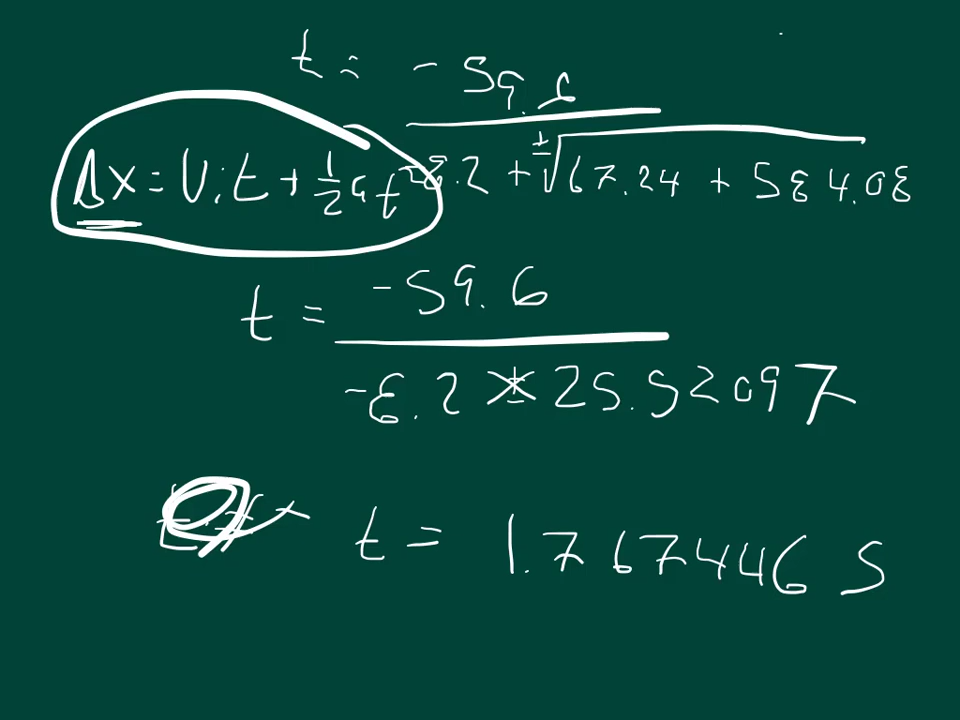 t = -59.6
Δx = Vit + ½at² -8.2 + ±√67.24 + 584.08
t = -59.6
-8.2 ± 25.52097
t = 1.767446 s